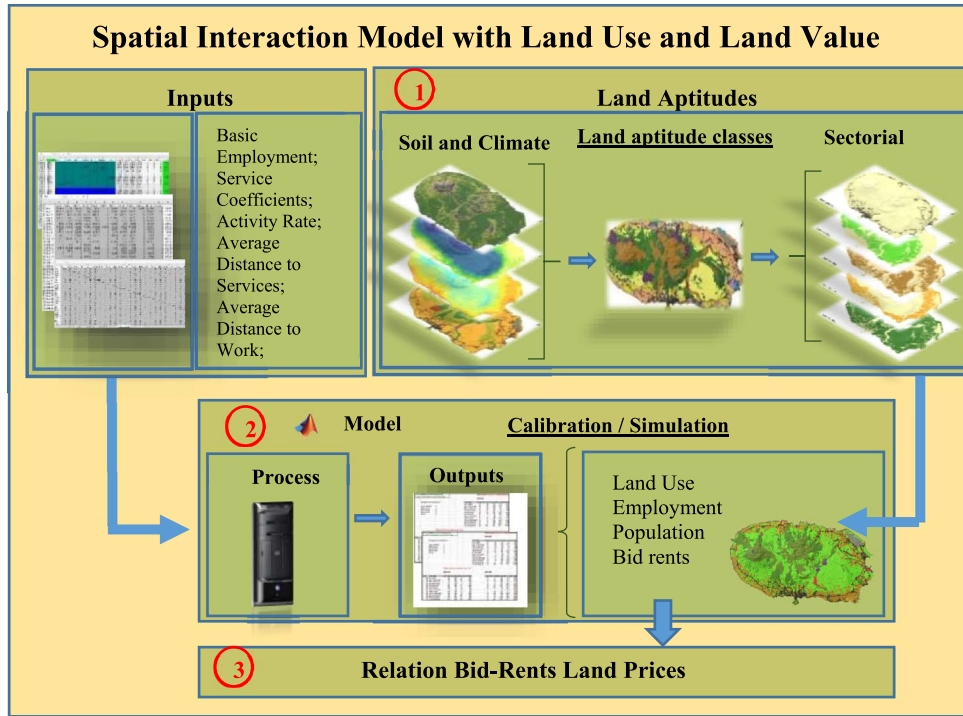 Spatial Interaction Model with Land Use and Land Value
Inputs
Basic
Employment;
Service
Coefficients;
Activity Rate;
Average
Distance to
Services;
Average
Distance to
Work;
1
Land Aptitudes
Soil and Climate
Land aptitude classes
Sectorial
2
Model
Calibration / Simulation
Process
Outputs
Land Use
Employment
Population
Bid rents
3
Relation Bid-Rents Land Prices